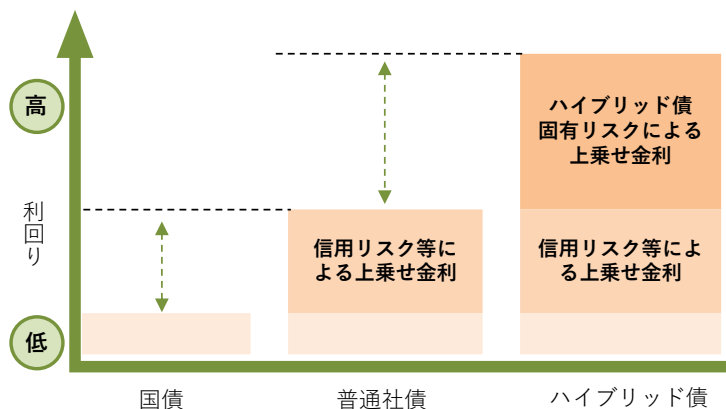 高
利回り
低
信用リスク等に
よる上乗せ金利
ハイブリッド債
固有リスクによる
上乗せ金利
信用リスク等によ
る上乗せ金利
国債
普通社債
ハイブリッド債